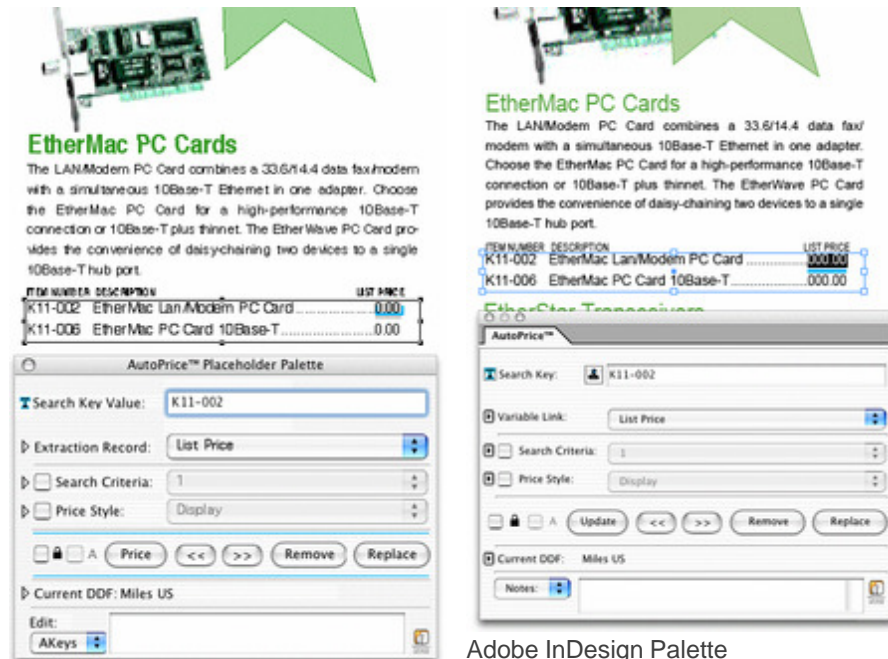 EtherMac PC Cards
The LAN/Modem PC Card combines a 33.6/14.4 data fax/modem
with a simultaneous 10Base-T Ethernet in one adapter. Choose
the EtherMac PC Card for a high-performance 10Base-T
connection or 10Base-T plus thinnet. The EtherWave PC Card pro-
vides the convenience of daisy-chaining two devices to a single
10Base-T hub port.
ITEM NUMBER DESCRIPTION LIST PRICE
K11-002 EtherMac Lan/Modem PC Card ...................... 0.00
K11-006 EtherMac PC Card 10Base-T.......................... 0.00
AutoPrice™ Placeholder Palette
Search Key Value: K11-002
Extraction Record: List Price
Search Criteria: 1
Price Style: Display
A Price << >> Remove Replace
Current DDF: Miles US
Edit:
AKeys
EtherMac PC Cards
The LAN/Modem PC Card combines a 33.6/14.4 data fax/
modem with a simultaneous 10Base-T Ethernet in one adapter.
Choose the EtherMac PC Card for a high-performance 10Base-T
connection or 10Base-T plus thinnet. The EtherWave PC Card
provides the convenience of daisy-chaining two devices to a single
10Base-T hub port.
ITEM NUMBER DESCRIPTION LIST PRICE
K11-002 EtherMac Lan/Modem PC Card ................ 000.00
K11-006 EtherMac PC Card 10Base-T.................... 000.00
EtherStar Transceivers
AutoPrice™
Search Key: K11-002
Variable Link: List Price
Search Criteria: 1
Price Style: Display
A Update << >> Remove Replace
Current DDF: Miles US
Notes:
Adobe InDesign Palette